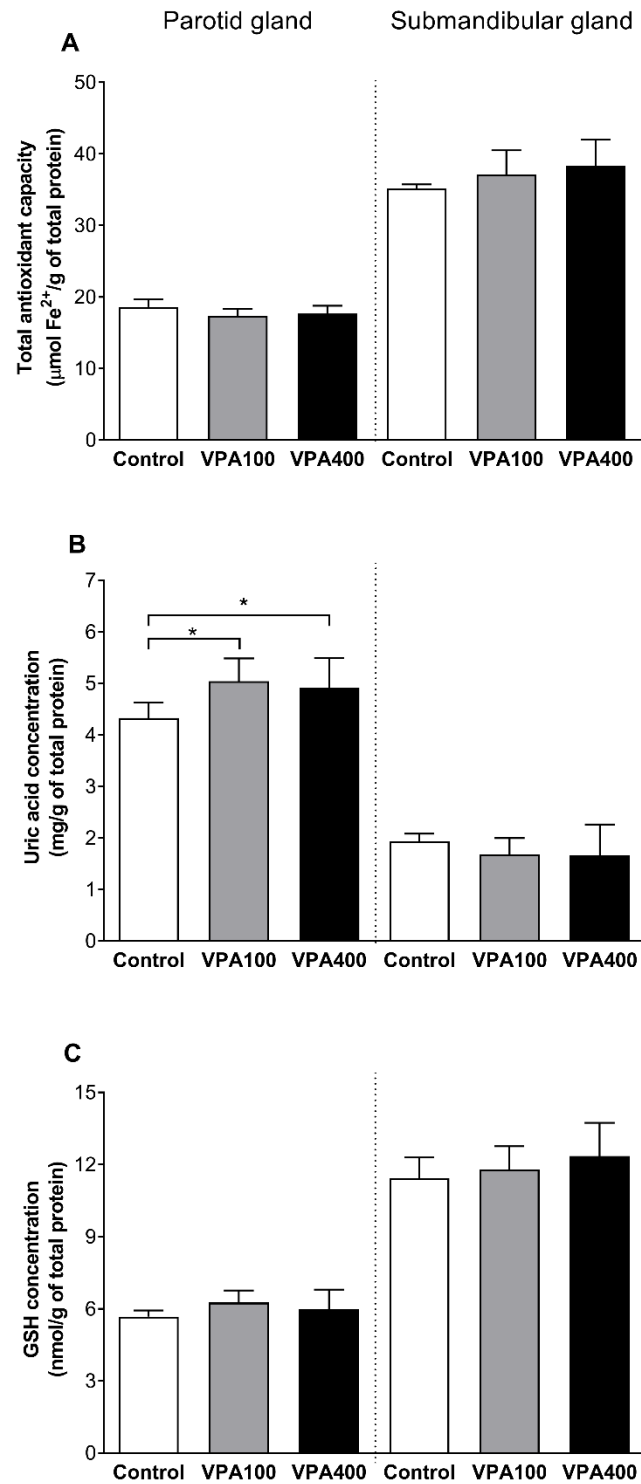 Parotid gland
Submandibular gland
A
Total antioxidant capacity
(μmol Fe²⁺/g of total protein)
50
40
30
20
10
0
Control VPA100 VPA400 Control VPA100 VPA400
B
Uric acid concentration
(mg/g of total protein)
7
6
5
4
3
2
1
0
*
*
Control VPA100 VPA400 Control VPA100 VPA400
C
GSH concentration
(nmol/g of total protein)
15
12
9
6
3
0
Control VPA100 VPA400 Control VPA100 VPA400